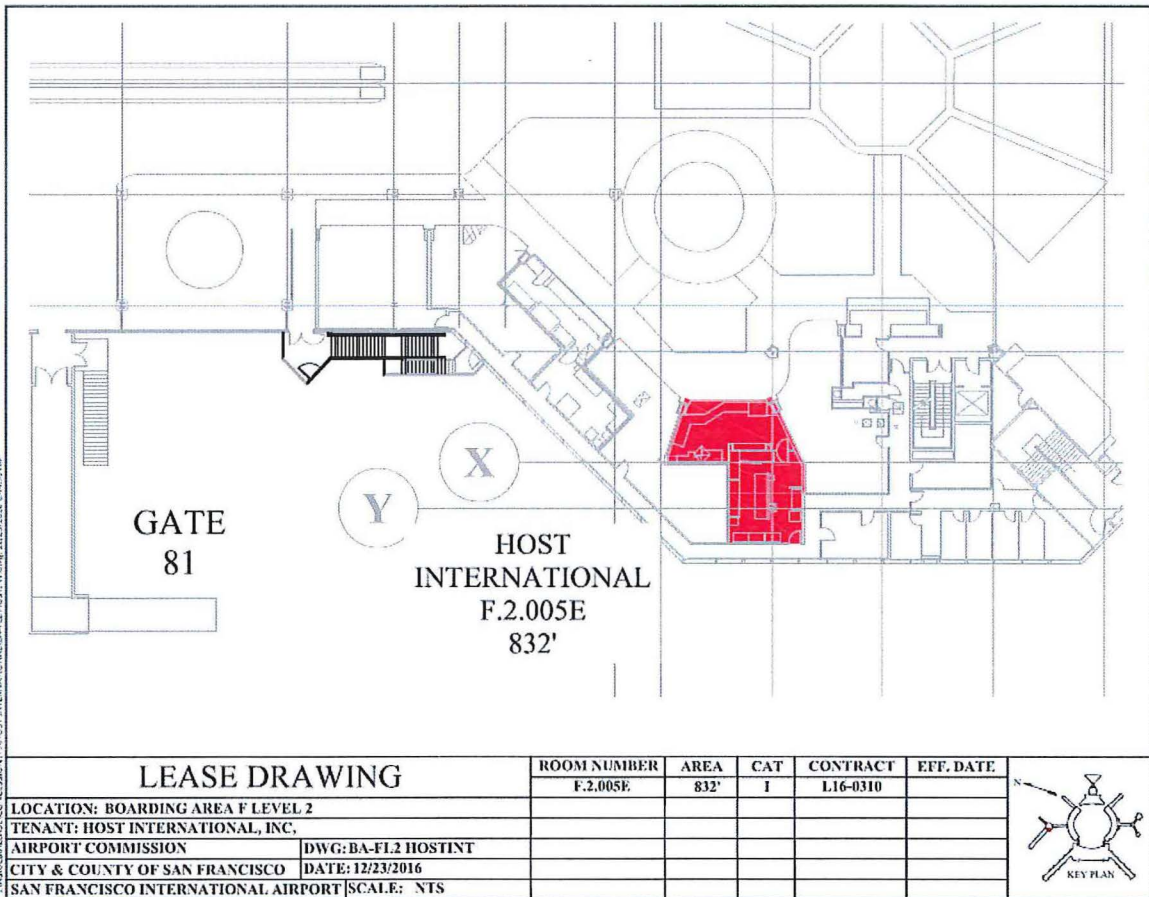 X
Y
GATE
81
HOST
INTERNATIONAL
F.2.005E
832'
LEASE DRAWING
ROOM NUMBER AREA CAT CONTRACT EFF. DATE
F.2.005E 832' I L16-0310
LOCATION: BOARDING AREA F LEVEL 2
TENANT: HOST INTERNATIONAL, INC.
AIRPORT COMMISSION DWG: BA-FL2 HOSTINT
CITY & COUNTY OF SAN FRANCISCO DATE: 12/23/2016
SAN FRANCISCO INTERNATIONAL AIRPORT SCALE: NTS
N
KEY PLAN